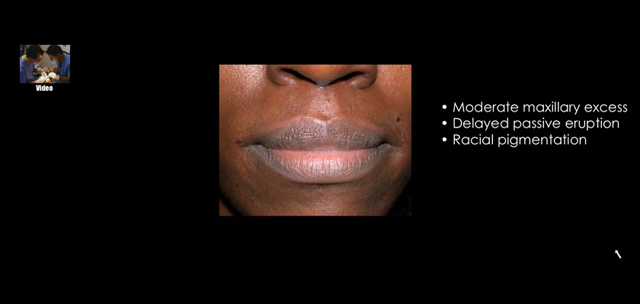 Video
• Moderate maxillary excess
• Delayed passive eruption
• Racial pigmentation